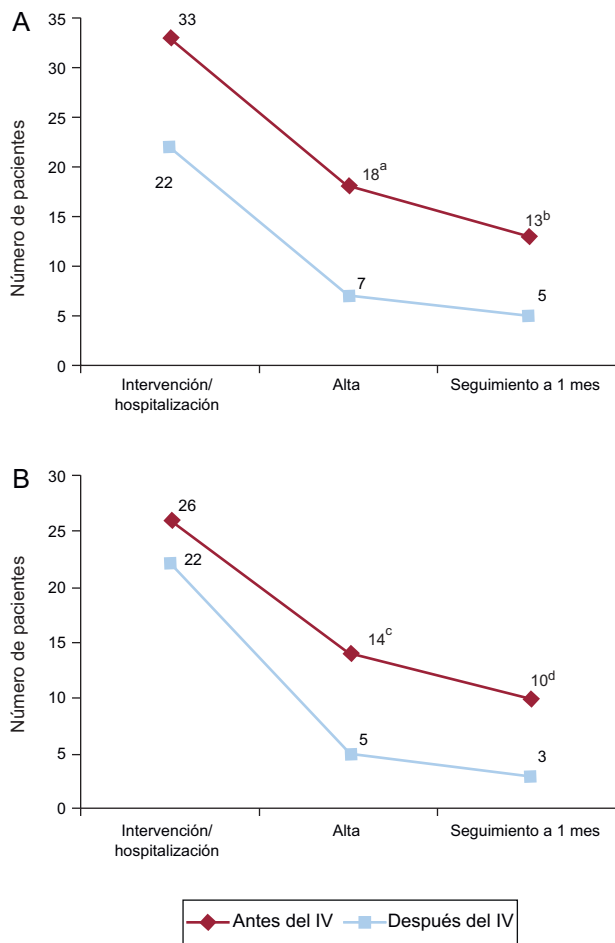 A
35
33
30
25
20
15
10
5
0
Número de pacientes
22
18a
7
13b
5
Intervención/
hospitalización
Alta
Seguimiento a 1 mes
B
30
26
25
20
15
10
5
0
Número de pacientes
22
14c
5
10d
3
Intervención/
hospitalización
Alta
Seguimiento a 1 mes
Antes del IV Después del IV